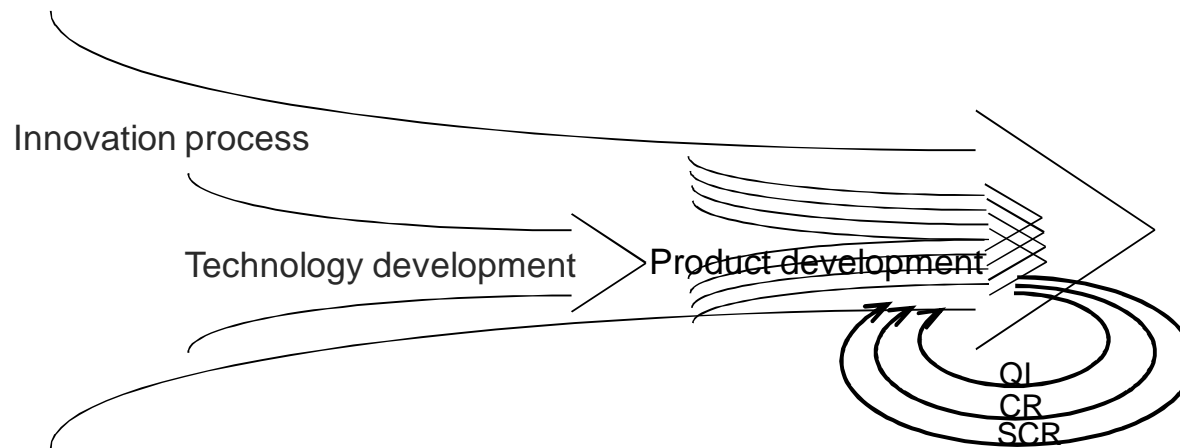 Innovation process
Technology development
Product development
QI
CR
SCR